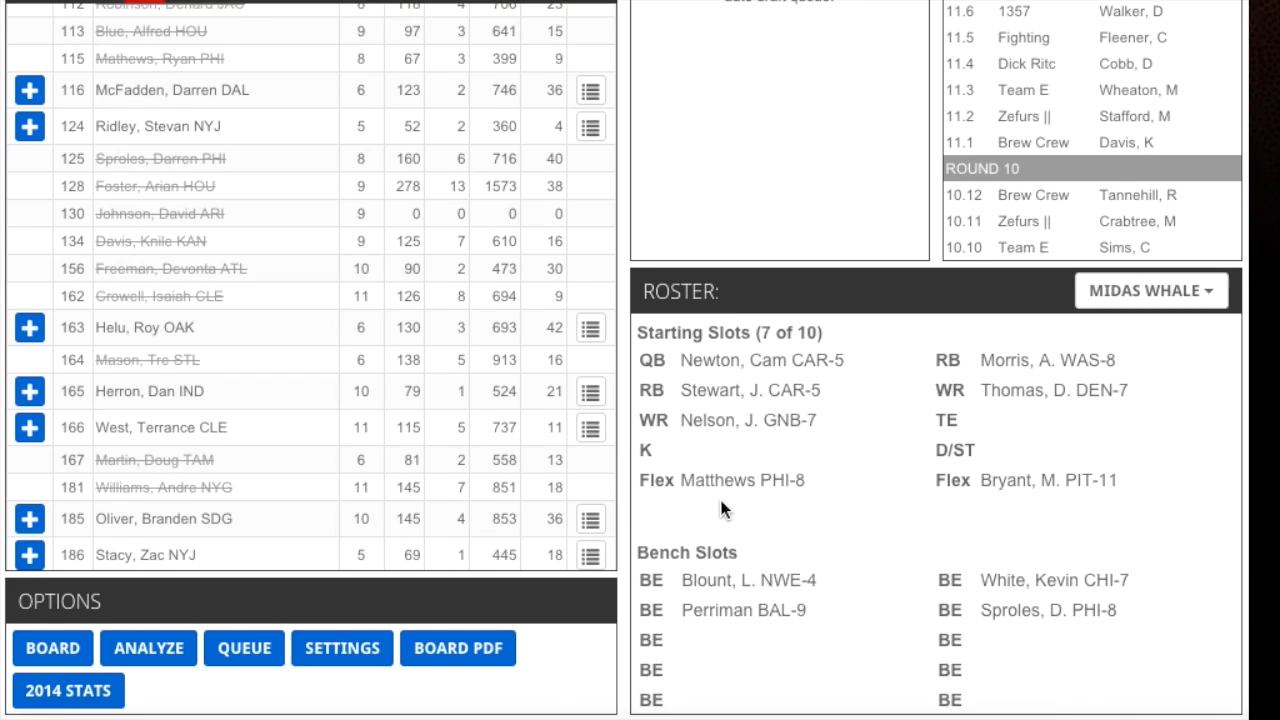 112 Robinson, Denard JAC 8 116 4 706 23
113 Blue, Alfred HOU 9 97 3 641 15
115 Mathews, Ryan PHI 8 67 3 399 9
116 McFadden, Darren DAL 6 123 2 746 36
124 Ridley, Stevan NYJ 5 52 2 360 4
125 Sproles, Darren PHI 8 160 6 716 40
128 Foster, Arian HOU 9 278 13 1573 38
130 Johnson, David ARI 9 0 0 0 0
134 Davis, Knile KAN 9 125 7 610 16
156 Freeman, Devonta ATL 10 90 2 473 30
162 Crowell, Isaiah CLE 11 126 8 694 9
163 Helu, Roy OAK 6 130 3 693 42
164 Mason, Tre STL 6 138 5 913 16
165 Herron, Dan IND 10 79 1 524 21
166 West, Terrance CLE 11 115 5 737 11
167 Martin, Doug TAM 6 81 2 558 13
181 Williams, Andre NYG 11 145 7 851 18
185 Oliver, Branden SDG 10 145 4 853 36
186 Stacy, Zac NYJ 5 69 1 445 18
OPTIONS
BOARD ANALYZE QUEUE SETTINGS BOARD PDF
2014 STATS
auto draft queue.
11.6 1357 Walker, D
11.5 Fighting Fleener, C
11.4 Dick Ritc Cobb, D
11.3 Team E Wheaton, M
11.2 Zefurs || Stafford, M
11.1 Brew Crew Davis, K
ROUND 10
10.12 Brew Crew Tannehill, R
10.11 Zefurs || Crabtree, M
10.10 Team E Sims, C
ROSTER: MIDAS WHALE
Starting Slots (7 of 10)
QB Newton, Cam CAR-5 RB Morris, A. WAS-8
RB Stewart, J. CAR-5 WR Thomas, D. DEN-7
WR Nelson, J. GNB-7 TE
K D/ST
Flex Matthews PHI-8 Flex Bryant, M. PIT-11
Bench Slots
BE Blount, L. NWE-4 BE White, Kevin CHI-7
BE Perriman BAL-9 BE Sproles, D. PHI-8
BE BE
BE BE
BE BE